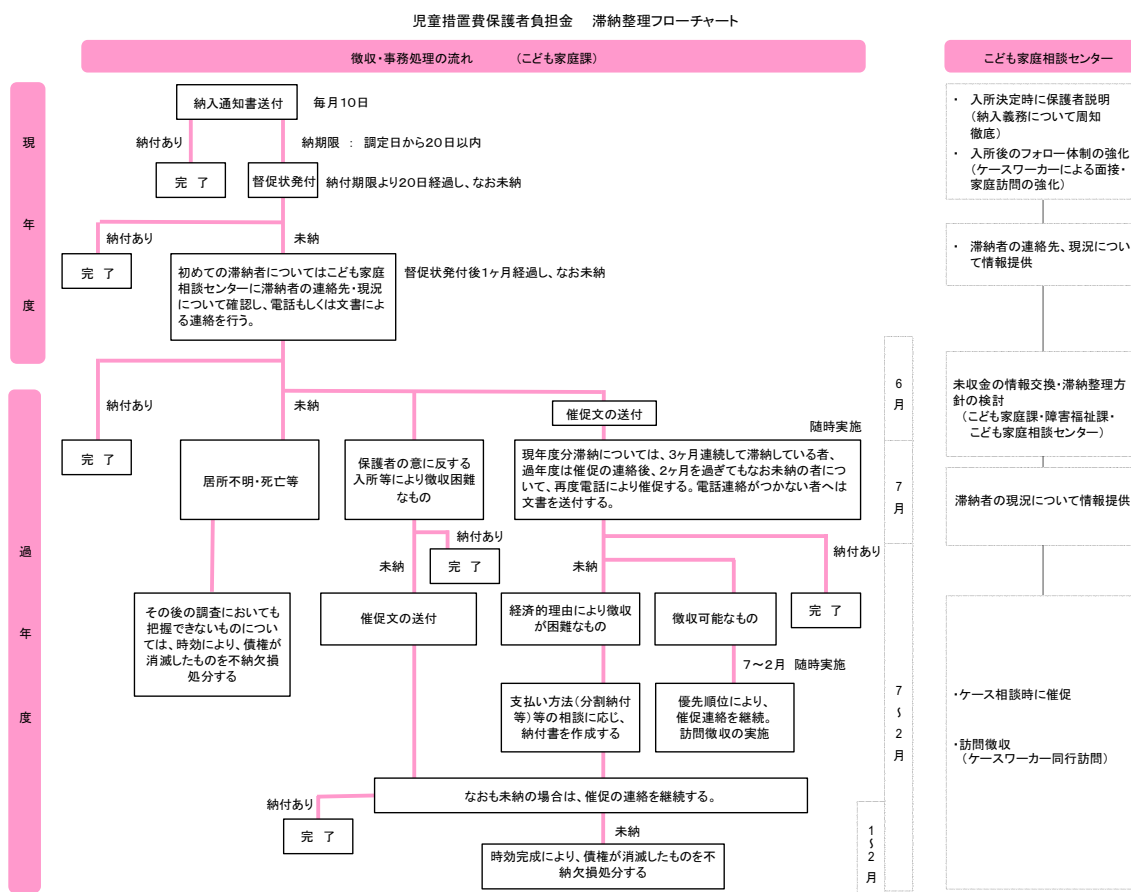 児童措置費保護者負担金　滞納整理フローチャート
徴収・事務処理の流れ　　（こども家庭課）
こども家庭相談センター
現年度
納入通知書送付
毎月10日
納付あり
納期限　：　調定日から20日以内
完　了
督促状発付
納付期限より20日経過し、なお未納
納付あり
未納
完　了
初めての滞納者についてはこども家庭
相談センターに滞納者の連絡先・現況
について確認し、電話もしくは文書によ
る連絡を行う。
督促状発付後1ヶ月経過し、なお未納
・　入所決定時に保護者説明
（納入義務について周知
徹底）
・　入所後のフォロー体制の強化
（ケースワーカーによる面接・
家庭訪問の強化）
・　滞納者の連絡先、現況につい
て情報提供
過年度
納付あり
未納
完　了
居所不明・死亡等
保護者の意に反する
入所等により徴収困難
なもの
催促文の送付
随時実施
現年度分滞納については、3ヶ月連続して滞納している者、
過年度は催促の連絡後、2ヶ月を過ぎてもなお未納の者につ
いて、再度電話により催促する。電話連絡がつかない者へは
文書を送付する。
6月
未収金の情報交換・滞納整理方
針の検討
（こども家庭課・障害福祉課・
こども家庭相談センター）
7月
滞納者の現況について情報提供
納付あり
未納
完　了
納付あり
未納
完　了
その後の調査においても
把握できないものについ
ては、時効により、債権が
消滅したものを不納欠損
処分する
催促文の送付
経済的理由により徴収
が困難なもの
徴収可能なもの
7～2月　随時実施
支払い方法（分割納付
等）等の相談に応じ、
納付書を作成する
優先順位により、
催促連絡を継続。
訪問徴収の実施
7～2月
・ケース相談時に催促
・訪問徴収
（ケースワーカー同行訪問）
なおも未納の場合は、催促の連絡を継続する。
納付あり
完　了
未納
時効完成により、債権が消滅したものを不
納欠損処分する
1～2月